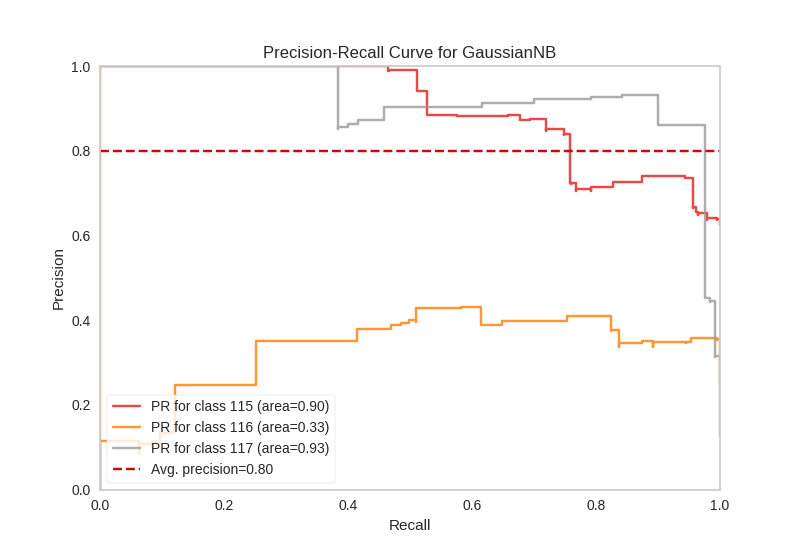 Precision-Recall Curve for GaussianNB
1.0
0.8
0.6
0.4
0.2
0.0
Precision
PR for class 115 (area=0.90)
PR for class 116 (area=0.33)
PR for class 117 (area=0.93)
Avg. precision=0.80
0.0 0.2 0.4 0.6 0.8 1.0
Recall